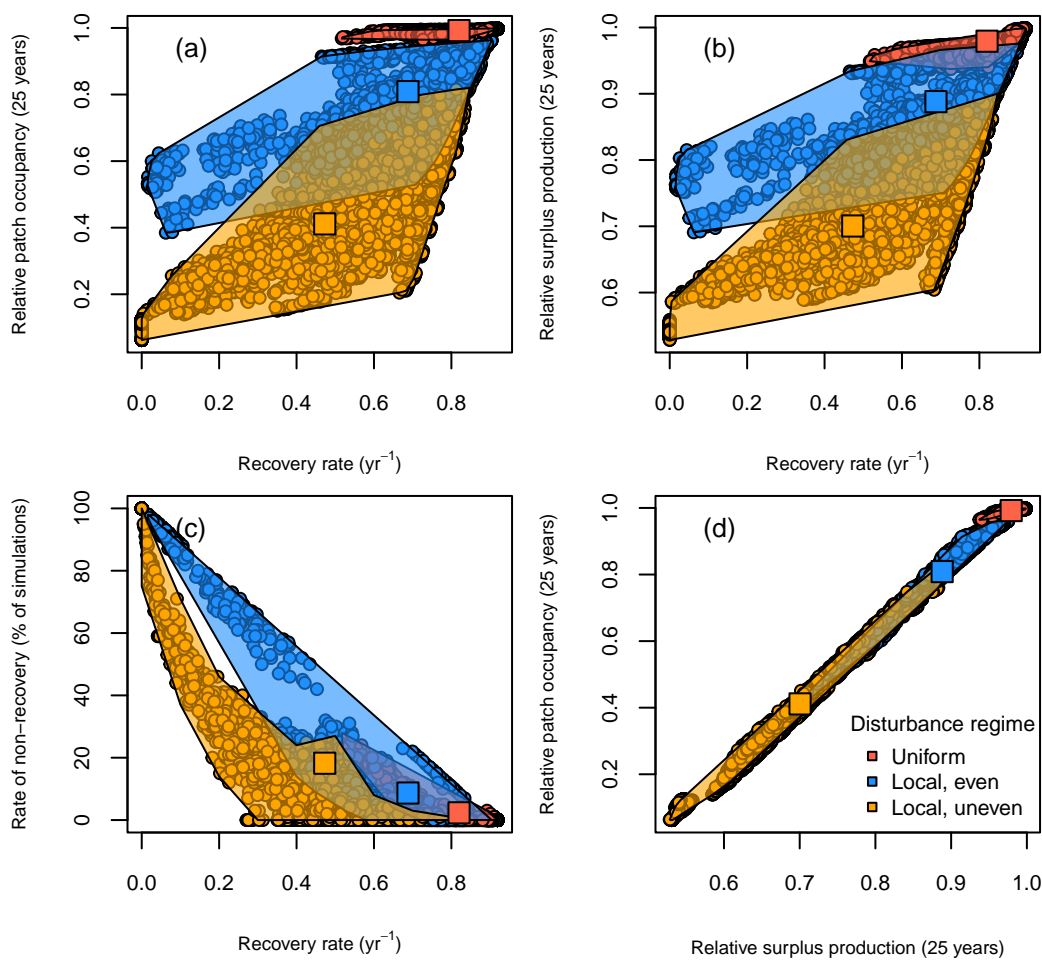 (a)
Relative patch occupancy (25 years)
1.0
0.8
0.6
0.4
0.2
0.0 0.2 0.4 0.6 0.8
Recovery rate (yr⁻¹)
(b)
Relative surplus production (25 years)
1.0
0.9
0.8
0.7
0.6
0.0 0.2 0.4 0.6 0.8
Recovery rate (yr⁻¹)
(c)
Rate of non−recovery (% of simulations)
100
80
60
40
20
0
0.0 0.2 0.4 0.6 0.8
Recovery rate (yr⁻¹)
(d)
Relative patch occupancy (25 years)
1.0
0.8
0.6
0.4
0.2
Disturbance regime
Uniform
Local, even
Local, uneven
0.6 0.7 0.8 0.9 1.0
Relative surplus production (25 years)